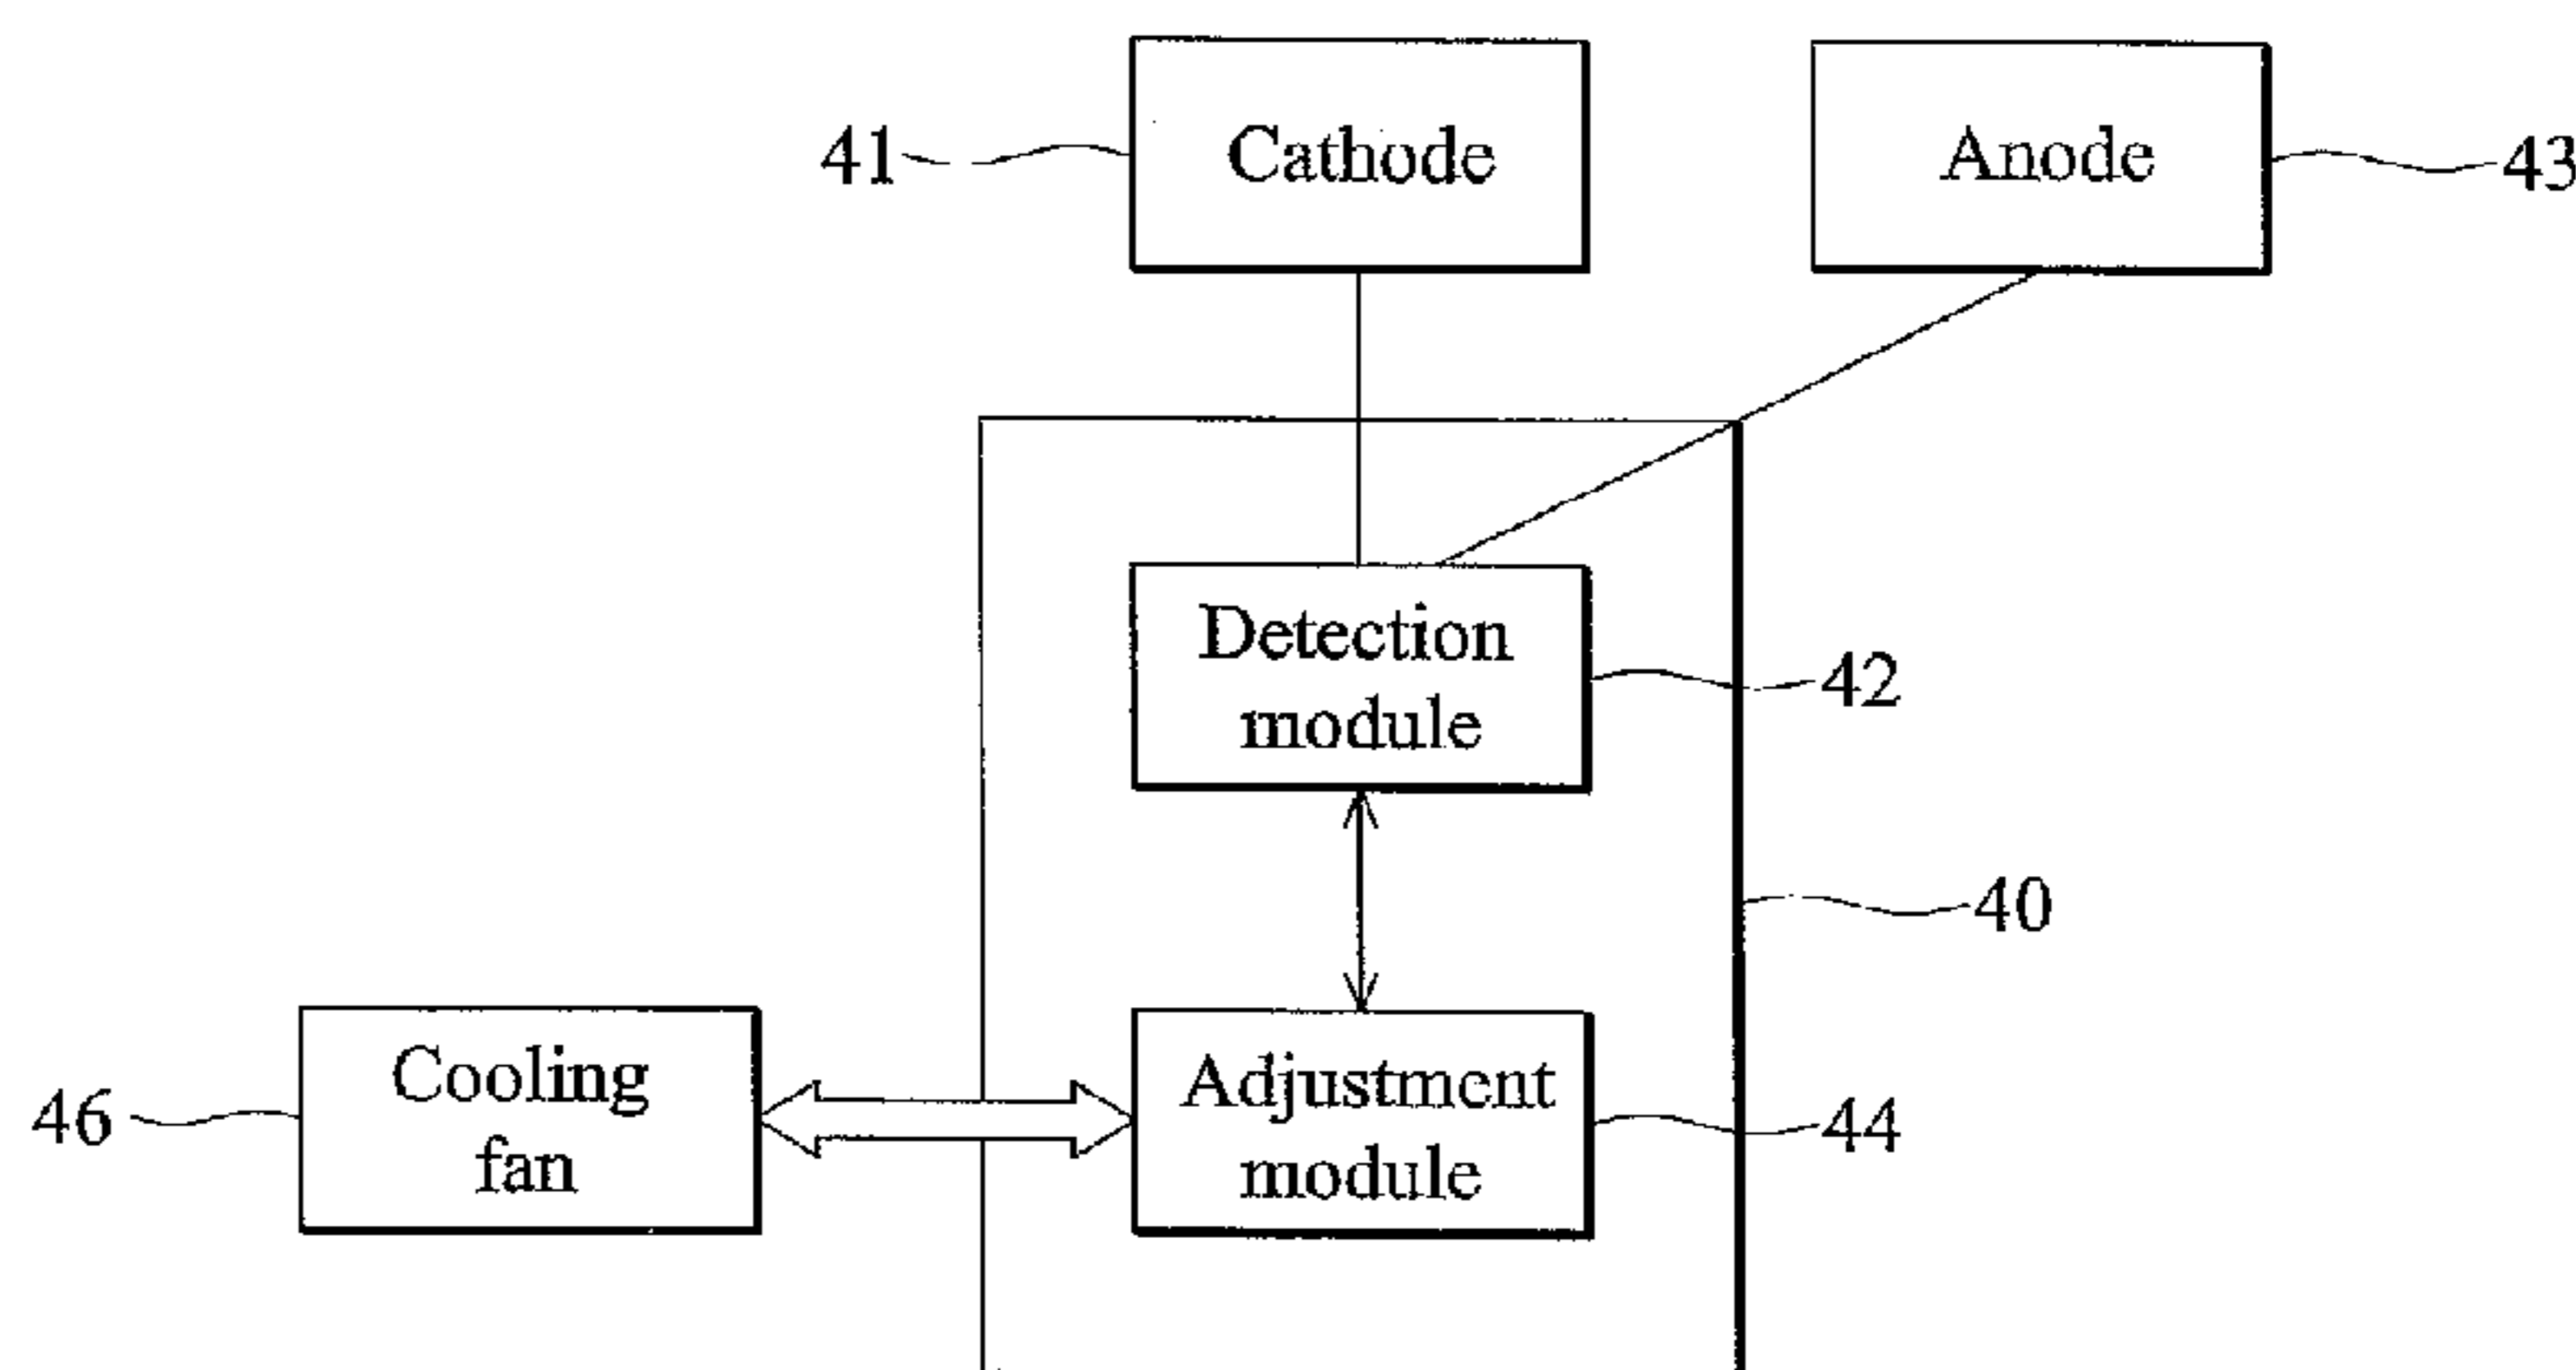 41
Cathode
Anode
43
Detection
module
42
40
46
Cooling
fan
Adjustment
module
44